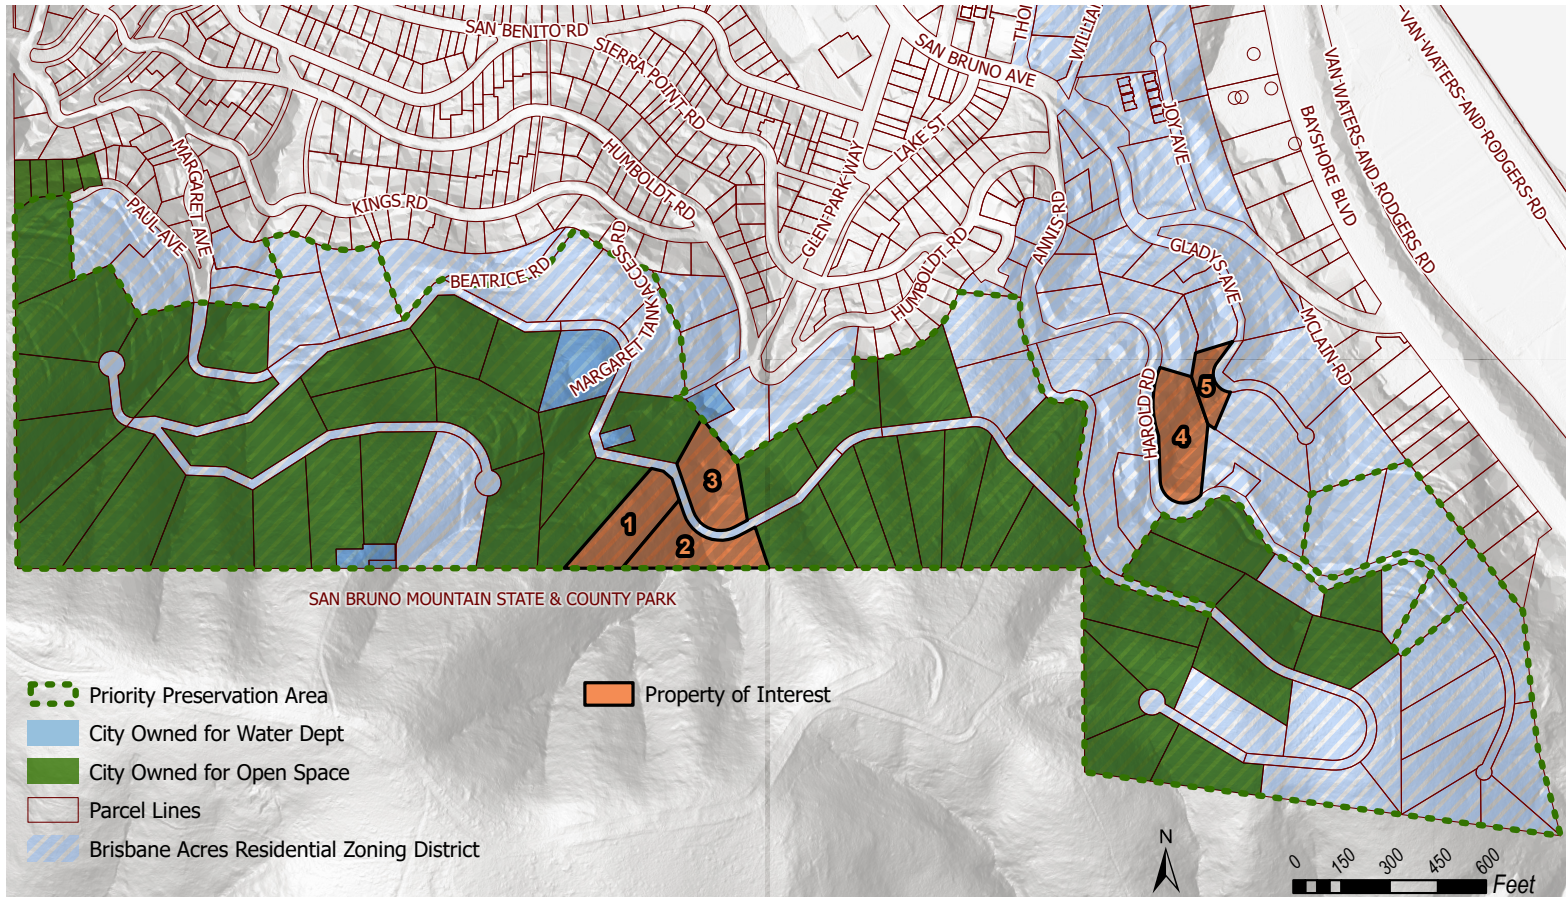 SAN BENITO RD
SIERRA POINT RD
SAN BRUNO AVE
THO
WILLIA
VAN WATERS AND RODGERS RD
VAN WATERS AND RODGERS RD
BAYSHORE BLVD
JOY AVE
LAKE ST
GLEN PARK WAY
HUMBOLDT RD
MARGARET AVE
PAUL AVE
KINGS RD
ANNIS RD
HUMBOLDT RD
GLADYS AVE
BEATRICE RD
MARGARET TANK ACCESS RD
MCLAIN RD
HAROLD RD
5
4
3
1
2
SAN BRUNO MOUNTAIN STATE & COUNTY PARK
Priority Preservation Area
City Owned for Water Dept
City Owned for Open Space
Parcel Lines
Brisbane Acres Residential Zoning District
Property of Interest
N
0 150 300 450 600
Feet